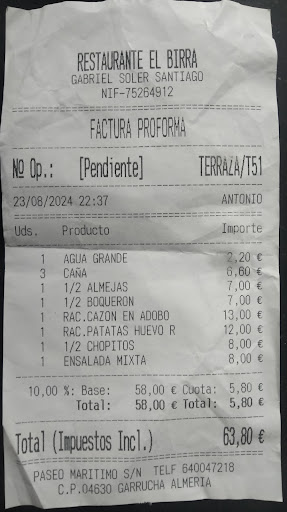 RESTAURANTE EL BIRRA
GABRIEL SOLER SANTIAGO
NIF-75264912
FACTURA PROFORMA
Nº Op.: [Pendiente] TERRAZA/T51
23/08/2024 22:37 ANTONIO
Uds. Producto Importe
1 AGUA GRANDE 2,20 €
3 CAÑA 6,60 €
1 1/2 ALMEJAS 7,00 €
1 1/2 BOQUERON 7,00 €
1 RAC.CAZON EN ADOBO 13,00 €
1 RAC.PATATAS HUEVO R 12,00 €
1 1/2 CHOPITOS 8,00 €
1 ENSALADA MIXTA 8,00 €
10,00 %: Base: 58,00 € Cuota: 5,80 €
Total: 58,00 € Total: 5,80 €
Total (Impuestos Incl.) 63,80 €
PASEO MARITIMO S/N TELF 640047218
C.P.04630 GARRUCHA ALMERIA